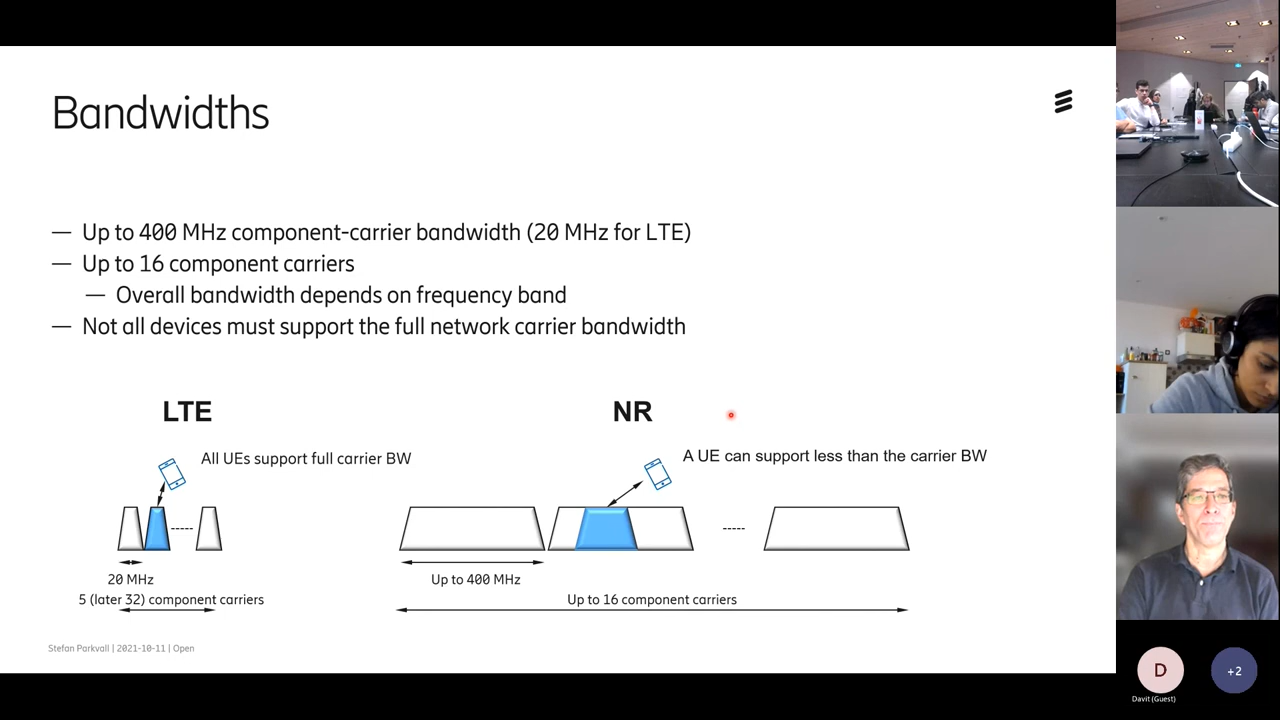 Bandwidths
— Up to 400 MHz component-carrier bandwidth (20 MHz for LTE)
— Up to 16 component carriers
— Overall bandwidth depends on frequency band
— Not all devices must support the full network carrier bandwidth
LTE
All UEs support full carrier BW
20 MHz
5 (later 32) component carriers
NR
A UE can support less than the carrier BW
Up to 400 MHz
Up to 16 component carriers
Stefan Parkvall | 2021-10-11 | Open
D
Davit (Guest)
+2